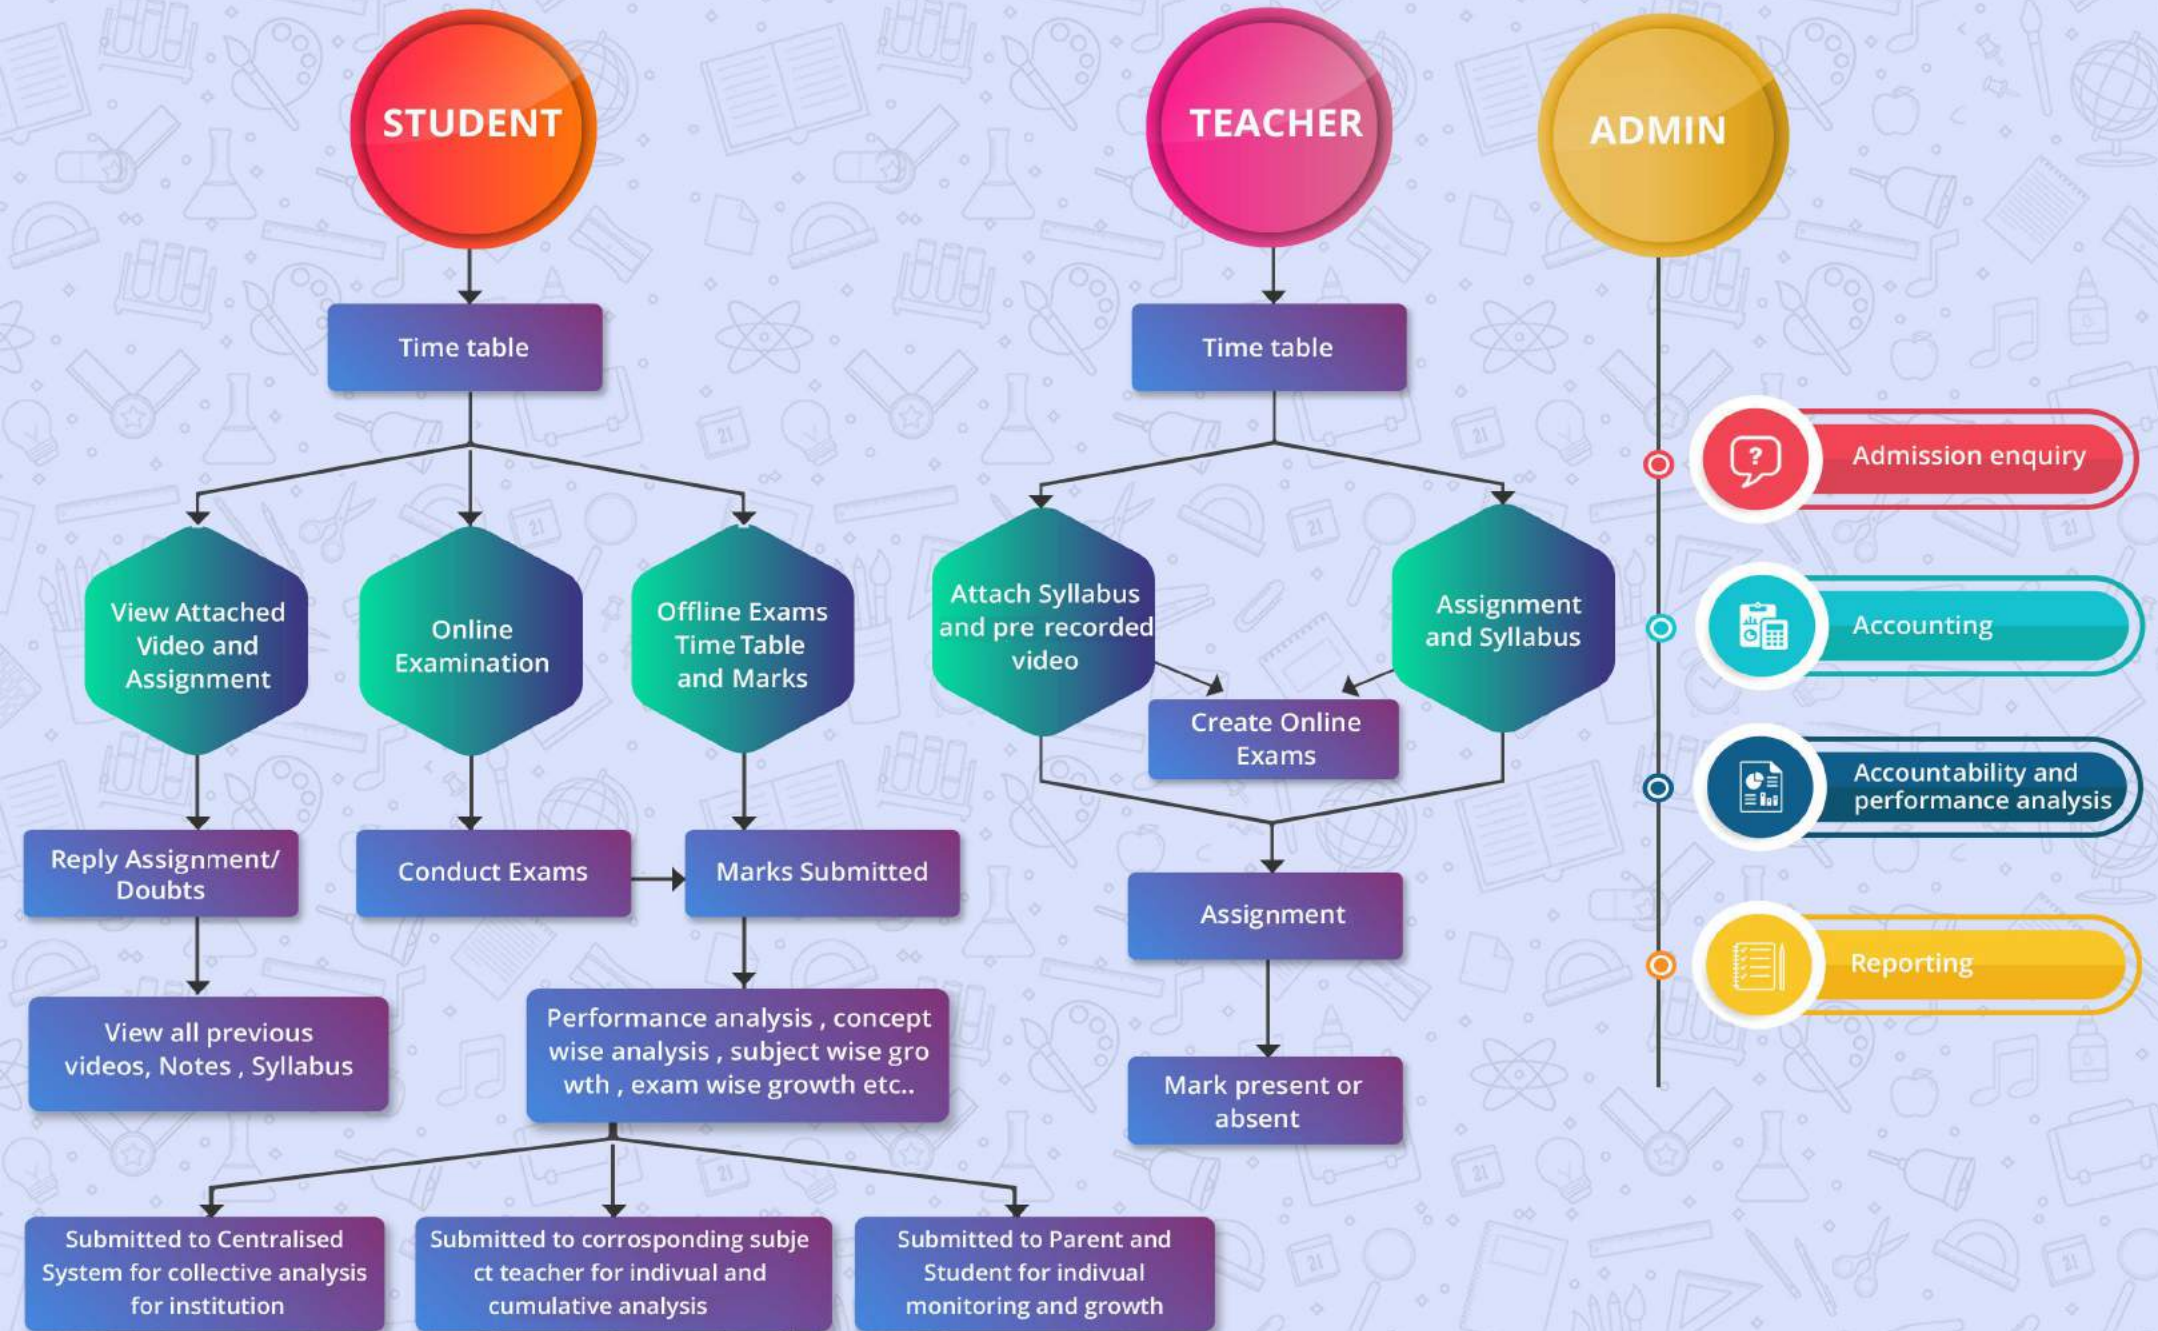 STUDENT
TEACHER
ADMIN
Time table
Time table
View Attached
Video and
Assignment
Online
Examination
Offline Exams
Time Table
and Marks
Attach Syllabus
and pre recorded
video
Assignment
and Syllabus
Create Online
Exams
Reply Assignment/
Doubts
Conduct Exams
Marks Submitted
Assignment
View all previous
videos, Notes , Syllabus
Performance analysis , concept
wise analysis , subject wise gro
wth , exam wise growth etc..
Mark present or
absent
Submitted to Centralised
System for collective analysis
for institution
Submitted to corrosponding subje
ct teacher for indivual and
cumulative analysis
Submitted to Parent and
Student for indivual
monitoring and growth
Admission enquiry
Accounting
Accountability and
performance analysis
Reporting